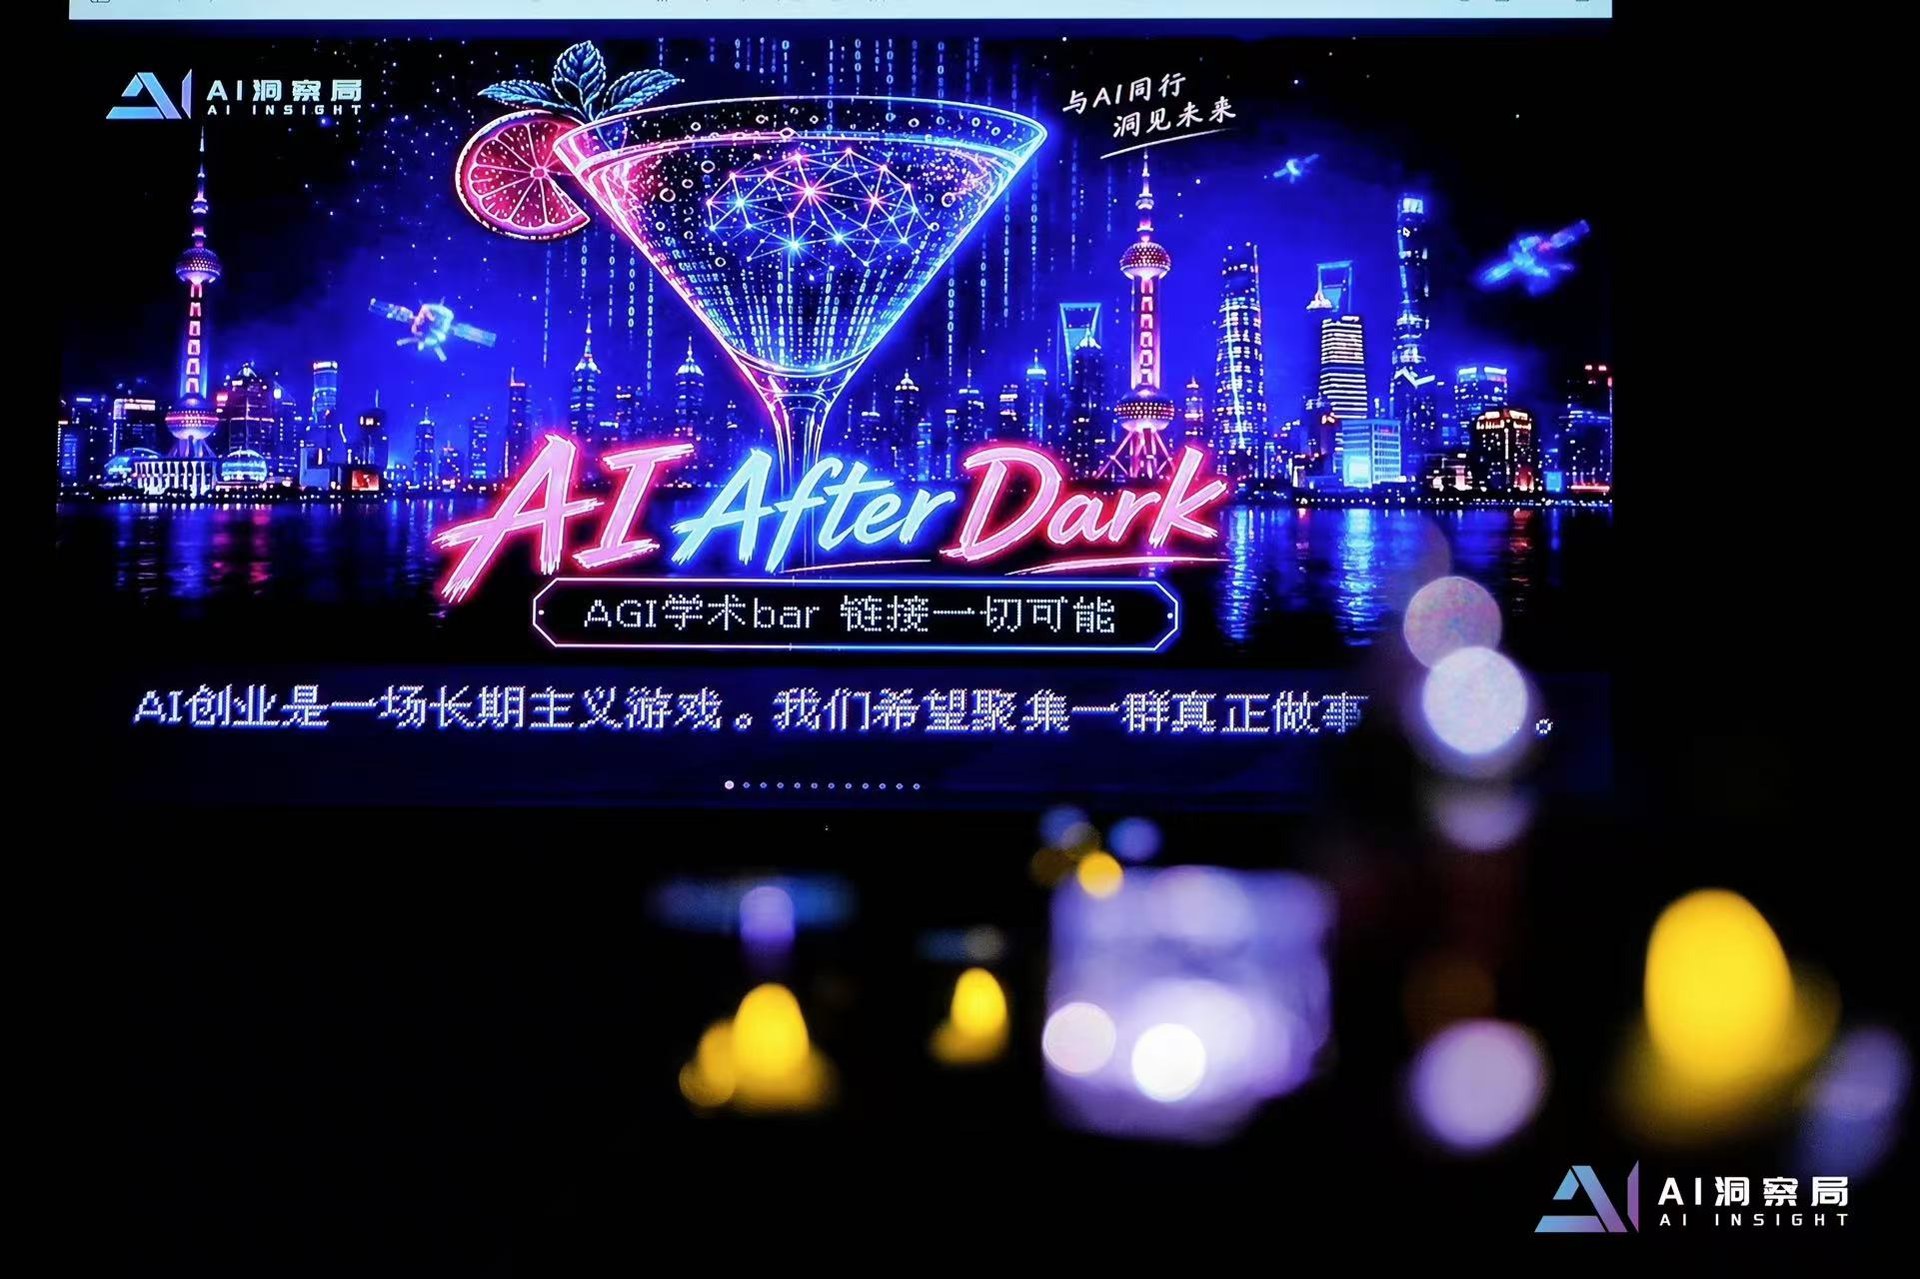 AI洞察局
AI INSIGHT
与AI同行
洞见未来
AI After Dark
AGI学术bar 链接一切可能
AI创业是一场长期主义游戏。我们希望聚集一群真正做事
AI洞察局
AI INSIGHT